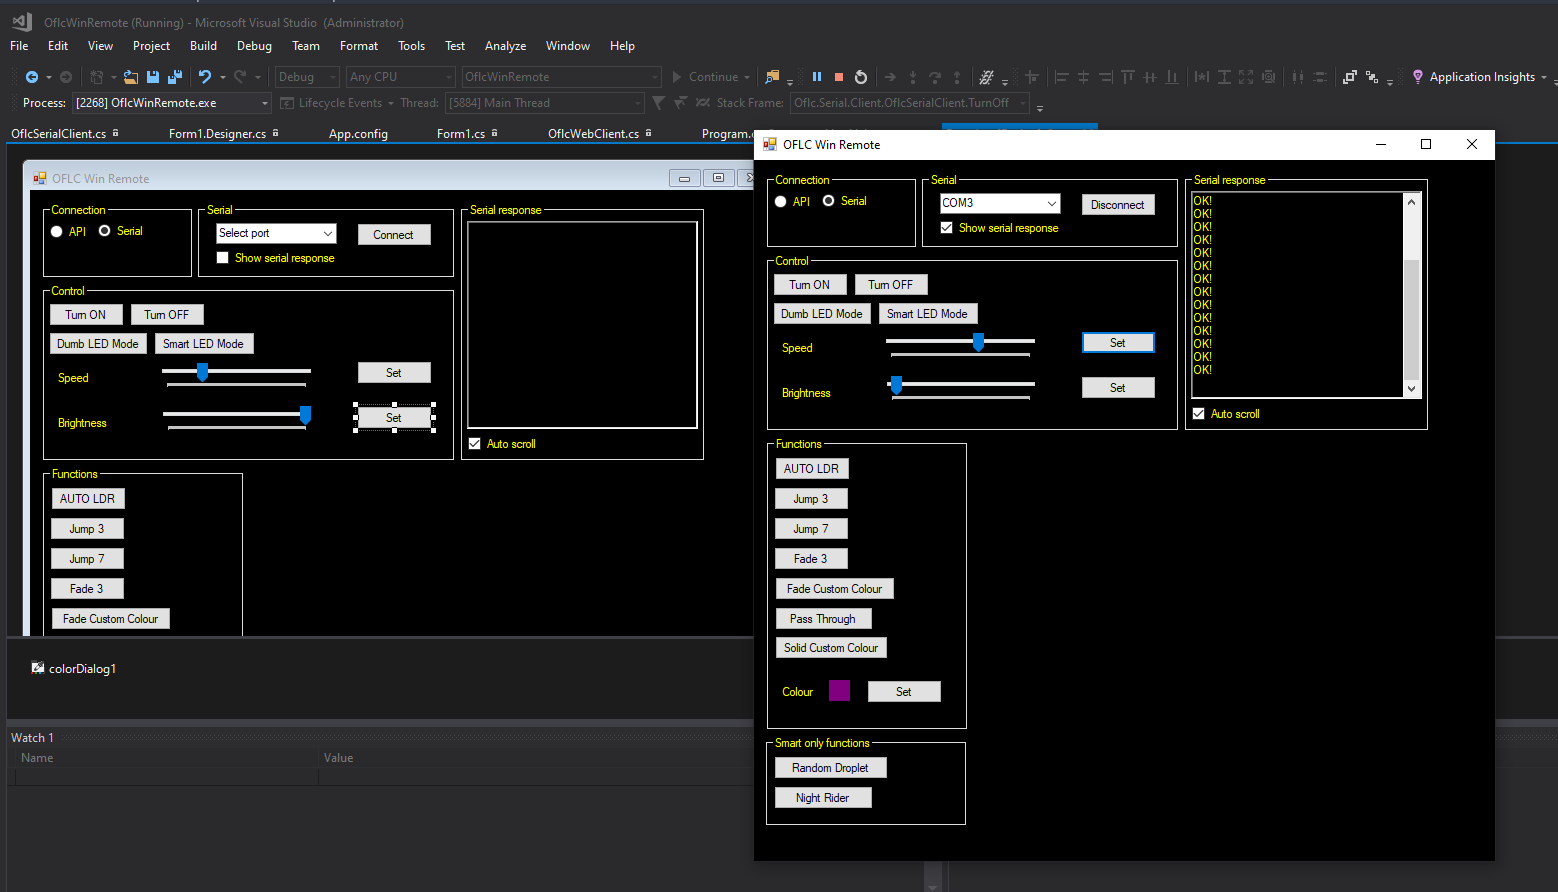 OflcWinRemote (Running) - Microsoft Visual Studio (Administrator)
File Edit View Project Build Debug Team Format Tools Test Analyze Window Help
Debug Any CPU OflcWinRemote Continue Application Insights
Process: [2268] OflcWinRemote.exe Lifecycle Events Thread: [5884] Main Thread Stack Frame: Oflc.Serial.Client.OflcSerialClient.TurnOff
OflcSerialClient.cs Form1.Designer.cs App.config Form1.cs OflcWebClient.cs
OFLC Win Remote
Connection
API Serial
Serial
Select port Connect
Show serial response
Serial response
Auto scroll
Control
Turn ON Turn OFF
Dumb LED Mode Smart LED Mode
Speed Set
Brightness Set
Functions
AUTO LDR
Jump 3
Jump 7
Fade 3
Fade Custom Colour
colorDialog1
Watch 1
Name Value
OFLC Win Remote
Connection
API Serial
Serial
COM3 Disconnect
Show serial response
Serial response
OK!
OK!
OK!
OK!
OK!
OK!
OK!
OK!
OK!
OK!
OK!
OK!
OK!
OK!
Auto scroll
Control
Turn ON Turn OFF
Dumb LED Mode Smart LED Mode
Speed Set
Brightness Set
Functions
AUTO LDR
Jump 3
Jump 7
Fade 3
Fade Custom Colour
Pass Through
Solid Custom Colour
Colour Set
Smart only functions
Random Droplet
Night Rider